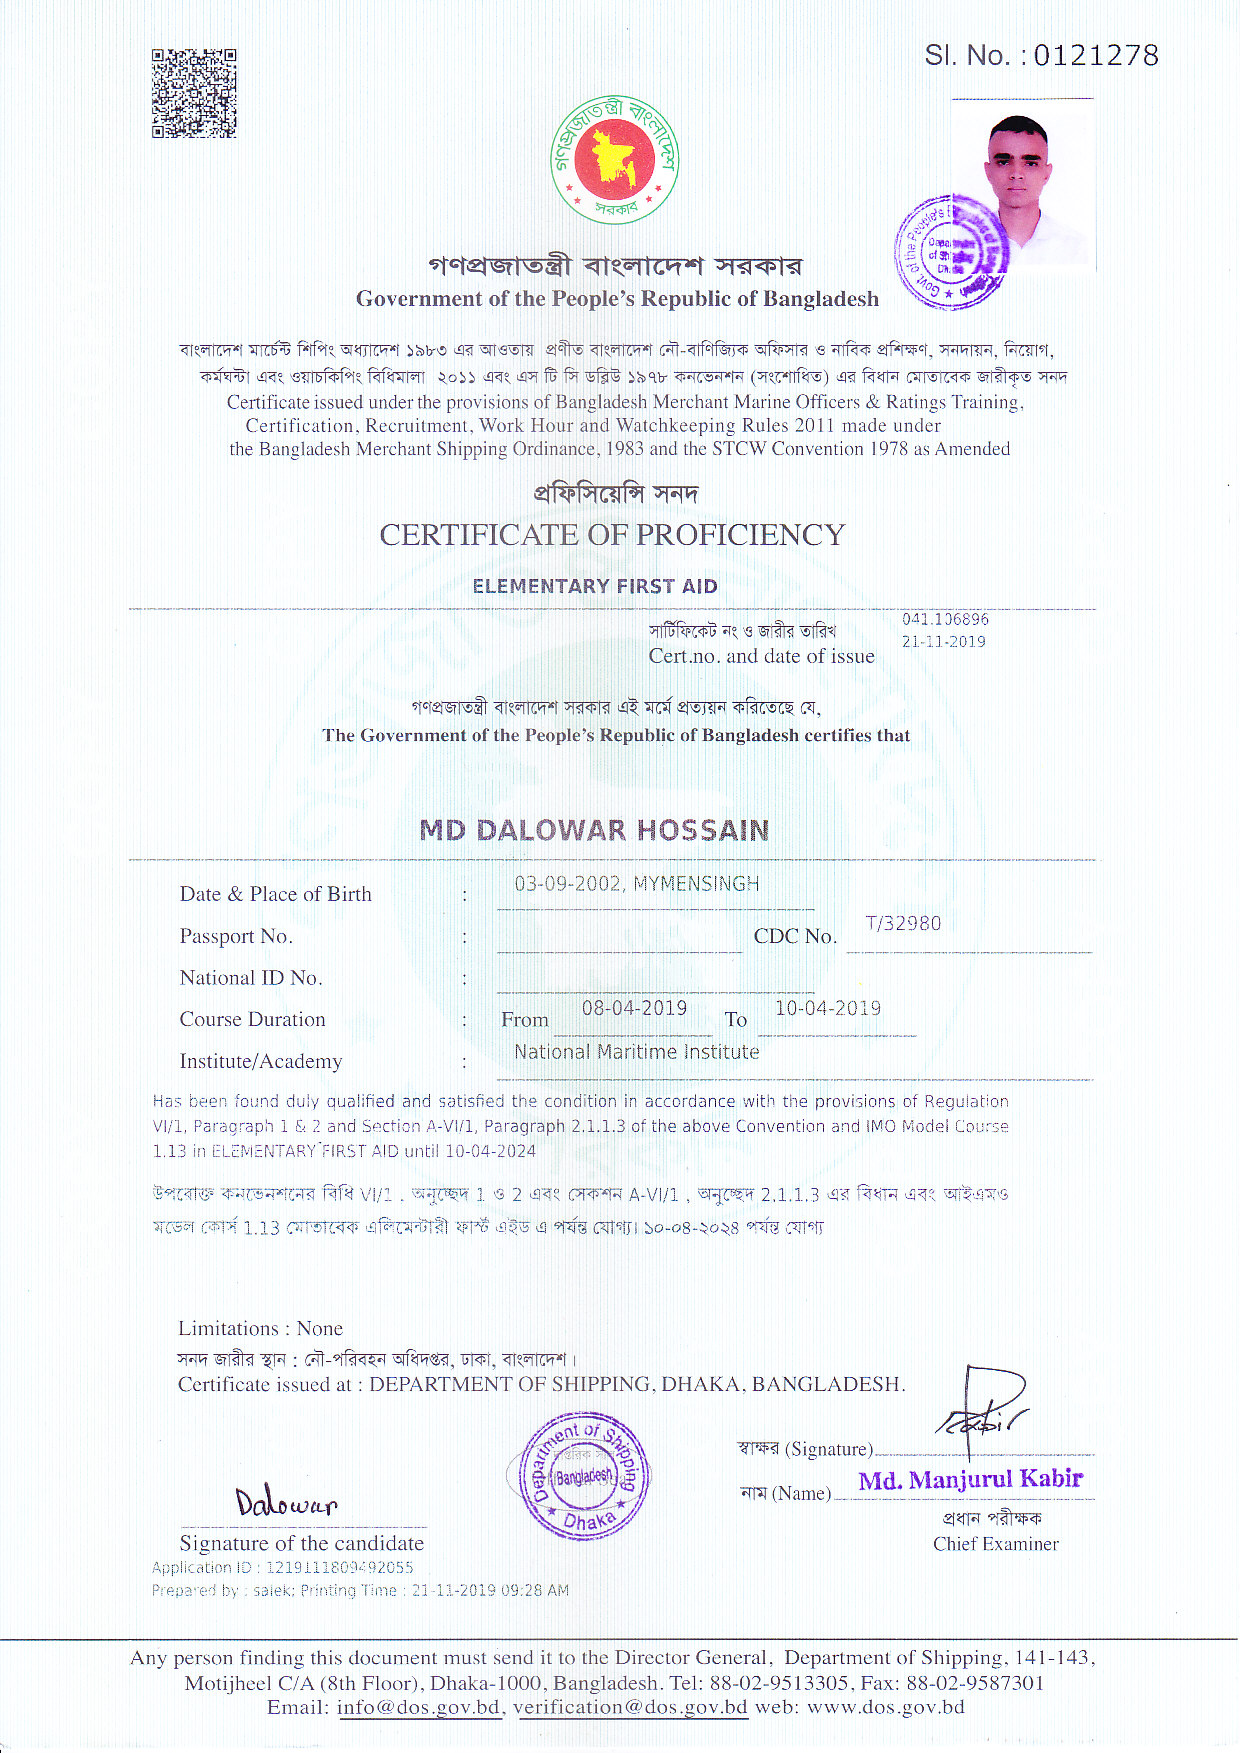 Sl. No. : 0121278
গণপ্রজাতন্ত্রী বাংলাদেশ
সরকার
Govt. of the People's
গণপ্রজাতন্ত্রী বাংলাদেশ সরকার
Government of the People's Republic of Bangladesh
বাংলাদেশ মার্চেন্ট শিপিং অধ্যাদেশ ১৯৮৩ এর আওতায় প্রণীত বাংলাদেশ নৌ-বাণিজ্যিক অফিসার ও নাবিক প্রশিক্ষণ, সনদায়ন, নিয়োগ,
কর্মঘন্টা এবং ওয়াচকিপিং বিধিমালা ২০১১ এবং এস টি সি ডব্লিউ ১৯৭৮ কনভেনশন (সংশোধিত) এর বিধান মোতাবেক জারীকৃত সনদ
Certificate issued under the provisions of Bangladesh Merchant Marine Officers & Ratings Training,
Certification, Recruitment, Work Hour and Watchkeeping Rules 2011 made under
the Bangladesh Merchant Shipping Ordinance, 1983 and the STCW Convention 1978 as Amended
প্রফিসিয়েন্সি সনদ
CERTIFICATE OF PROFICIENCY
ELEMENTARY FIRST AID
সার্টিফিকেট নং ও জারীর তারিখ 041.106896
Cert.no. and date of issue 21-11-2019
গণপ্রজাতন্ত্রী বাংলাদেশ সরকার এই মর্মে প্রত্যয়ন করিতেছে যে,
The Government of the People's Republic of Bangladesh certifies that
MD DALOWAR HOSSAIN
Date & Place of Birth : 03-09-2002, MYMENSINGH
Passport No. : CDC No. T/32980
National ID No. :
Course Duration : From 08-04-2019 To 10-04-2019
Institute/Academy : National Maritime Institute
Has been found duly qualified and satisfied the condition in accordance with the provisions of Regulation
VI/1, Paragraph 1 & 2 and Section A-VI/1, Paragraph 2.1.1.3 of the above Convention and IMO Model Course
1.13 in ELEMENTARY FIRST AID until 10-04-2024
উপরোক্ত কনভেনশনের বিধি VI/1 , অনুচ্ছেদ 1 ও 2 এবং সেকশন A-VI/1 , অনুচ্ছেদ 2.1.1.3 এর বিধান এবং আইএমও
মডেল কোর্স 1.13 মোতাবেক এলিমেন্টারী ফার্স্ট এইড এ পর্যন্ত যোগ্য। ১০-০৪-২০২৪ পর্যন্ত যোগ্য
Limitations : None
সনদ জারীর স্থান : নৌ-পরিবহন অধিদপ্তর, ঢাকা, বাংলাদেশ।
Certificate issued at : DEPARTMENT OF SHIPPING, DHAKA, BANGLADESH.
Department of Shipping
Bangladesh
Dhaka
স্বাক্ষর (Signature) Kabir
নাম (Name) Md. Manjurul Kabir
প্রধান পরীক্ষক
Chief Examiner
Dalowar
Signature of the candidate
Application ID : 1219111809492055
Prepared by : salek; Printing Time : 21-11-2019 09:28 AM
Any person finding this document must send it to the Director General, Department of Shipping, 141-143,
Motijheel C/A (8th Floor), Dhaka-1000, Bangladesh. Tel: 88-02-9513305, Fax: 88-02-9587301
Email: info@dos.gov.bd, verification@dos.gov.bd web: www.dos.gov.bd